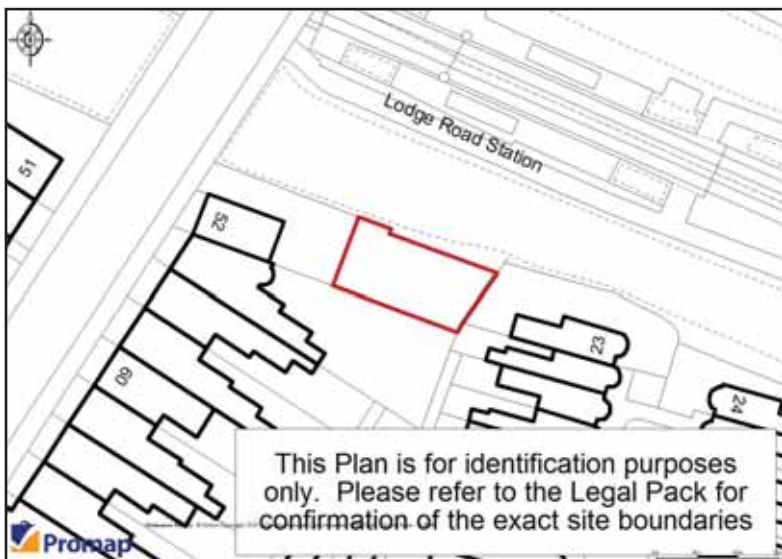 Lodge Road Station
51
52
60
23
24
This Plan is for identification purposes
only. Please refer to the Legal Pack for
confirmation of the exact site boundaries
Promap